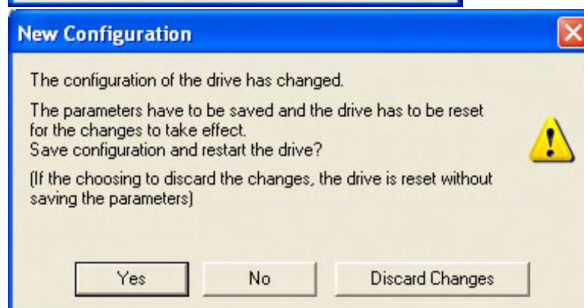 New Configuration
The configuration of the drive has changed.
The parameters have to be saved and the drive has to be reset
for the changes to take effect.
Save configuration and restart the drive?
(If the choosing to discard the changes, the drive is reset without
saving the parameters)
Yes No Discard Changes